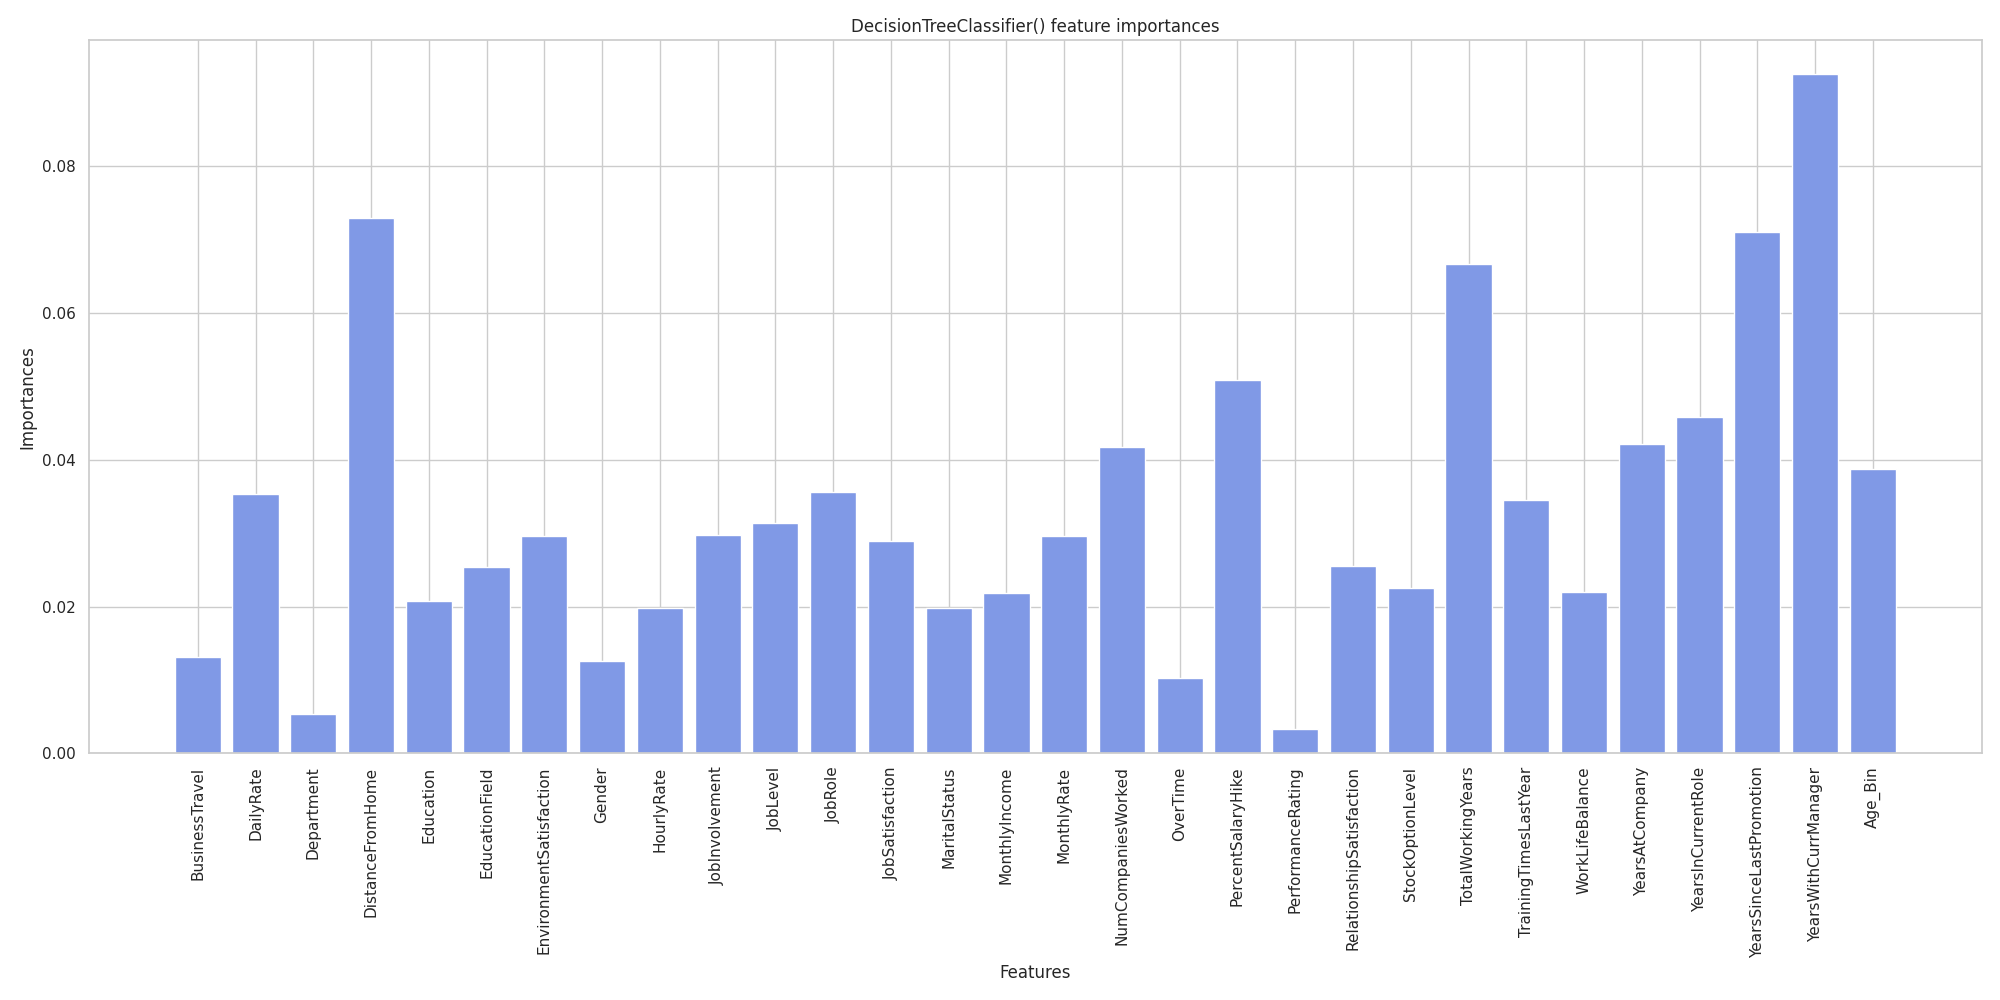 DecisionTreeClassifier() feature importances
Importances
0.08
0.06
0.04
0.02
0.00
BusinessTravel
DailyRate
Department
DistanceFromHome
Education
EducationField
EnvironmentSatisfaction
Gender
HourlyRate
JobInvolvement
JobLevel
JobRole
JobSatisfaction
MaritalStatus
MonthlyIncome
MonthlyRate
NumCompaniesWorked
OverTime
PercentSalaryHike
PerformanceRating
RelationshipSatisfaction
StockOptionLevel
TotalWorkingYears
TrainingTimesLastYear
WorkLifeBalance
YearsAtCompany
YearsInCurrentRole
YearsSinceLastPromotion
YearsWithCurrManager
Age_Bin
Features